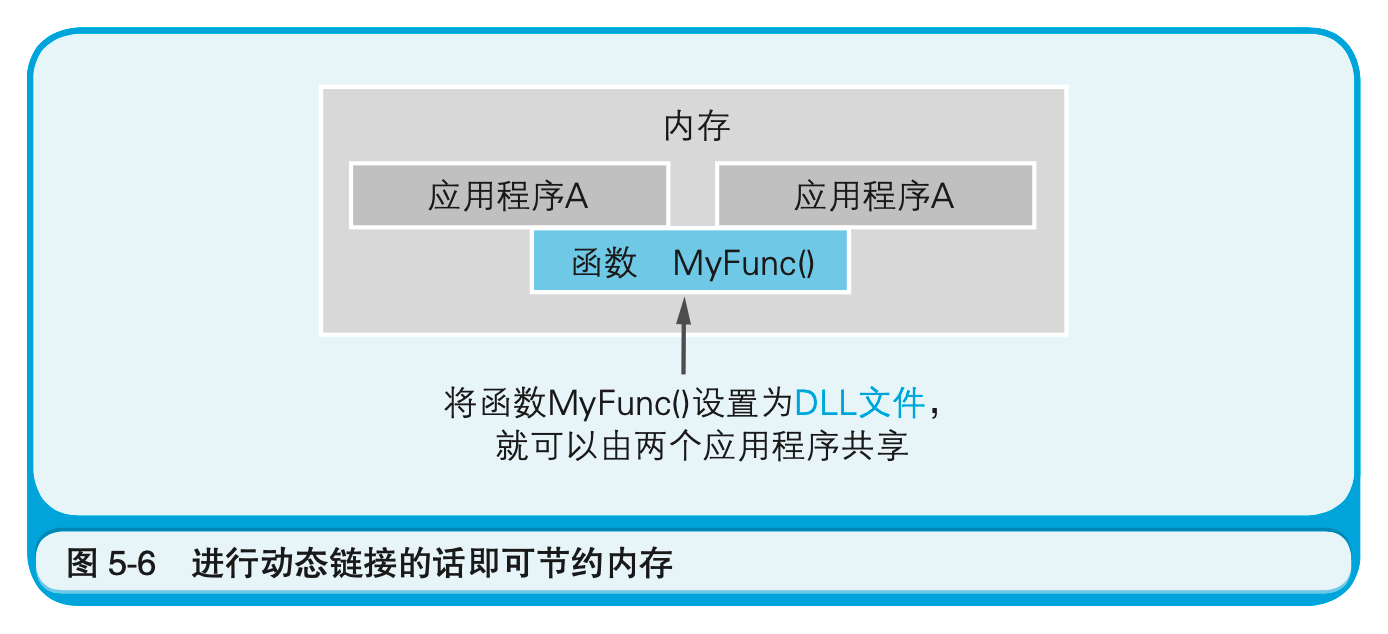 内存
应用程序A 应用程序A
函数 MyFunc()
将函数MyFunc()设置为DLL文件，
就可以由两个应用程序共享
图 5-6 进行动态链接的话即可节约内存